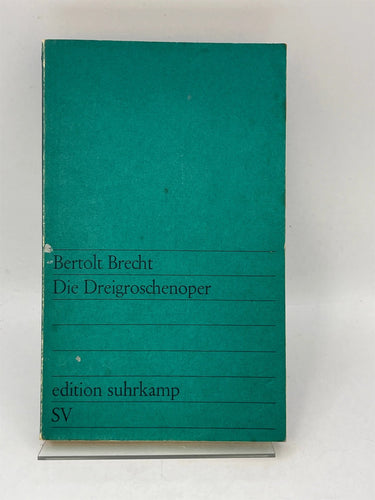 Bertolt Brecht
Die Dreigroschenoper
edition suhrkamp
SV